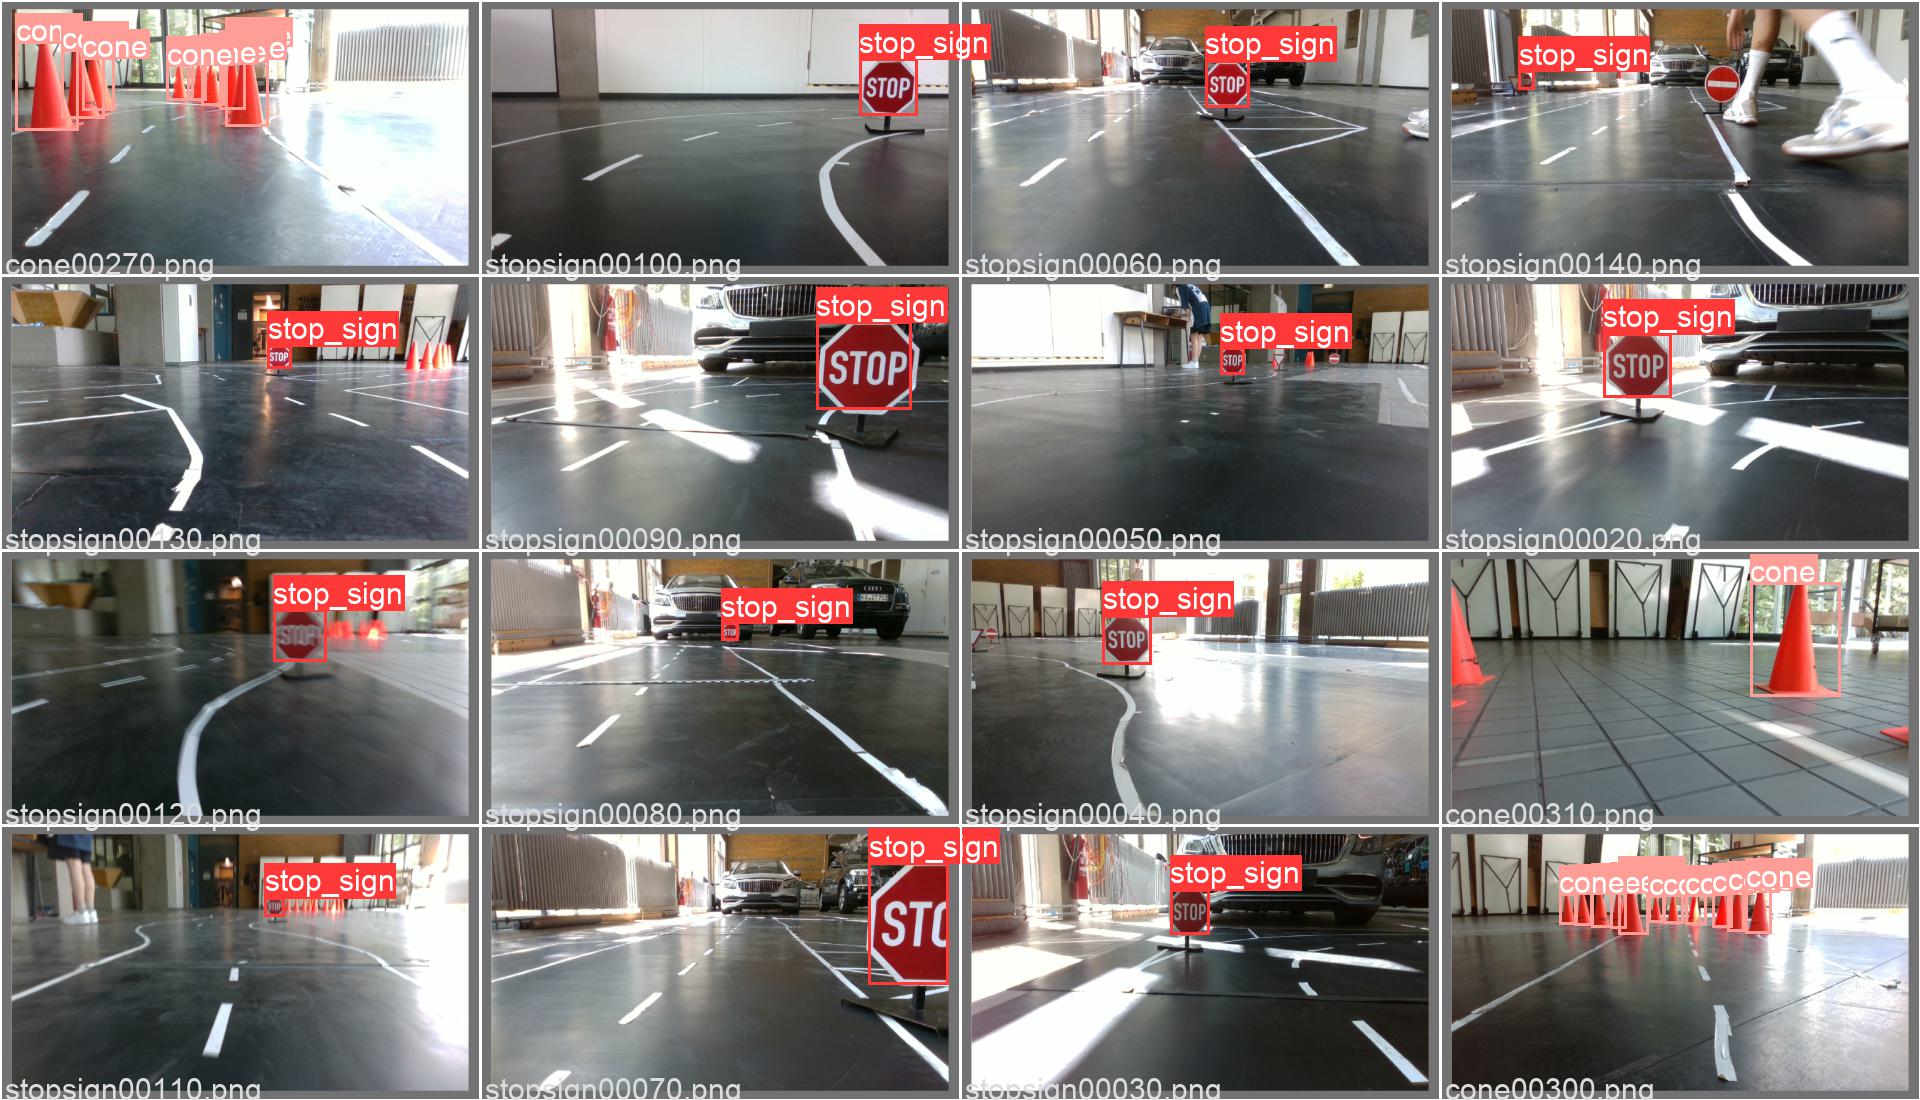 con
co
cone
cone
ne
e
e
cone00270.png
stop_sign
STOP
stopsign00100.png
stop_sign
STOP
stopsign00060.png
stop_sign
stopsign00140.png
stop_sign
STOP
stopsign00130.png
stop_sign
STOP
stopsign00090.png
stop_sign
STOP
stopsign00050.png
stop_sign
STOP
stopsign00020.png
stop_sign
STOP
stopsign00120.png
stop_sign
STOP
stopsign00080.png
stop_sign
STOP
stopsign00040.png
cone
cone00310.png
stop_sign
STOP
stopsign00110.png
stop_sign
STO
stopsign00070.png
stop_sign
STOP
stopsign00030.png
cone
cone
cone00300.png